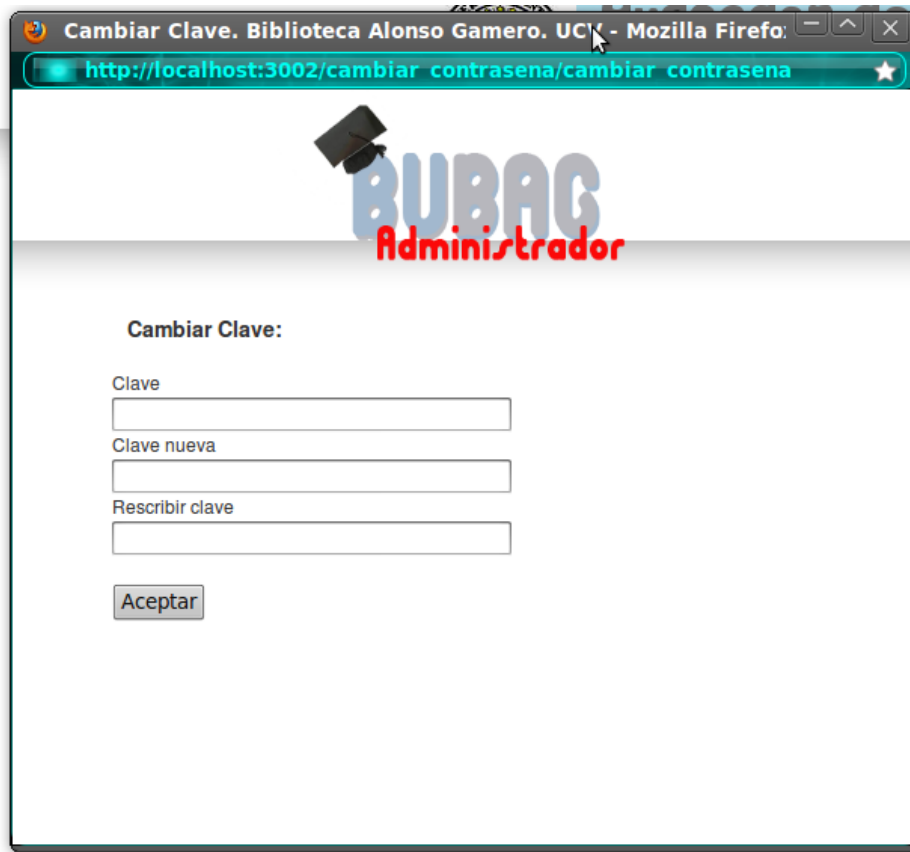 Cambiar Clave. Biblioteca Alonso Gamero. UCV - Mozilla Firefo
http://localhost:3002/cambiar_contrasena/cambiar_contrasena
BUBAG
Administrador
Cambiar Clave:
Clave
Clave nueva
Rescribir clave
Aceptar